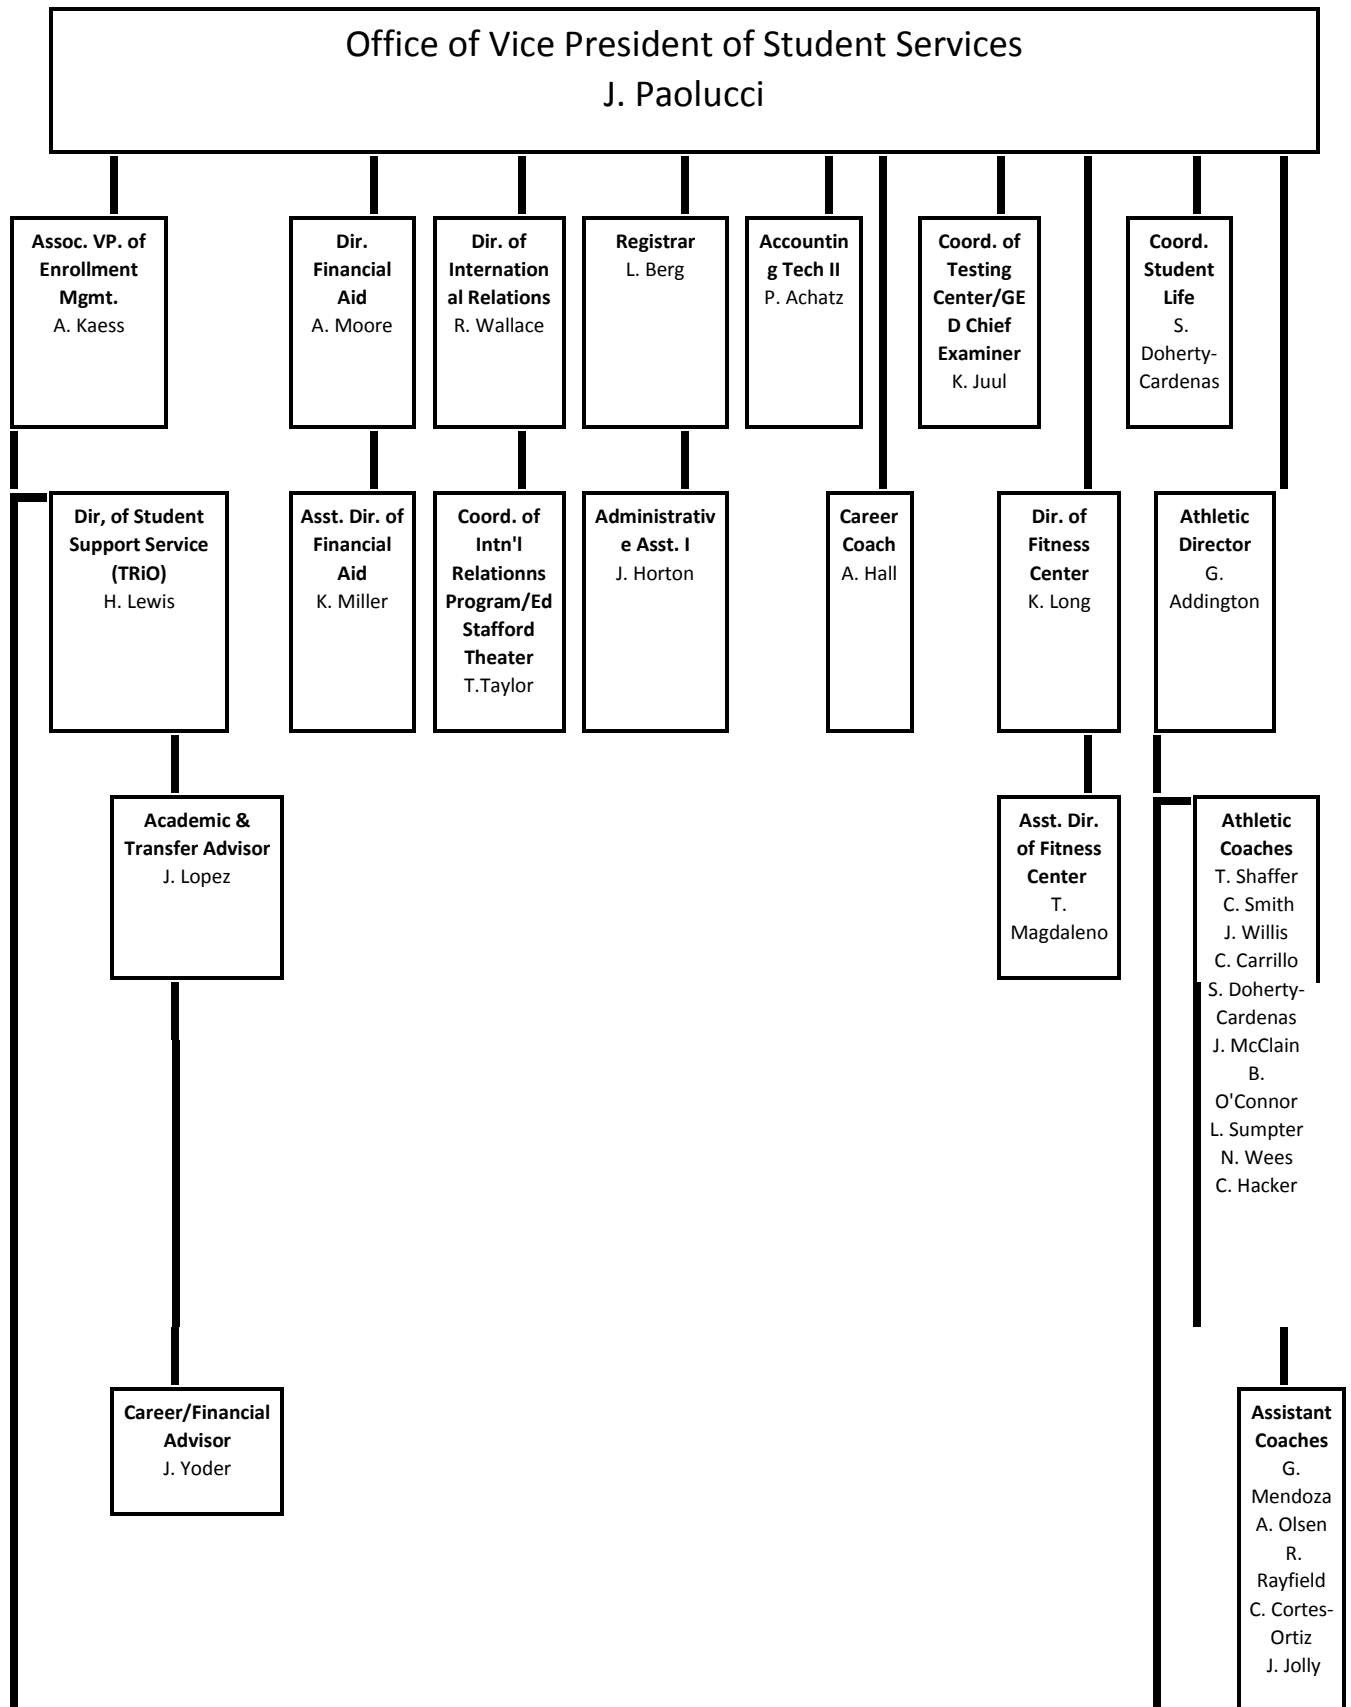 Office of Vice President of Student Services
J. Paolucci
Assoc. VP. of
Enrollment
Mgmt.
A. Kaess
Dir.
Financial
Aid
A. Moore
Dir. of
Internation
al Relations
R. Wallace
Registrar
L. Berg
Accountin
g Tech II
P. Achatz
Coord. of
Testing
Center/GE
D Chief
Examiner
K. Juul
Coord.
Student
Life
S.
Doherty-
Cardenas
Dir, of Student
Support Service
(TRiO)
H. Lewis
Asst. Dir. of
Financial
Aid
K. Miller
Coord. of
Intn'l
Relationns
Program/Ed
Stafford
Theater
T.Taylor
Administrativ
e Asst. I
J. Horton
Career
Coach
A. Hall
Dir. of
Fitness
Center
K. Long
Athletic
Director
G.
Addington
Academic &
Transfer Advisor
J. Lopez
Asst. Dir.
of Fitness
Center
T.
Magdaleno
Athletic
Coaches
T. Shaffer
C. Smith
J. Willis
C. Carrillo
S. Doherty-
Cardenas
J. McClain
B.
O'Connor
L. Sumpter
N. Wees
C. Hacker
Career/Financial
Advisor
J. Yoder
Assistant
Coaches
G.
Mendoza
A. Olsen
R.
Rayfield
C. Cortes-
Ortiz
J. Jolly